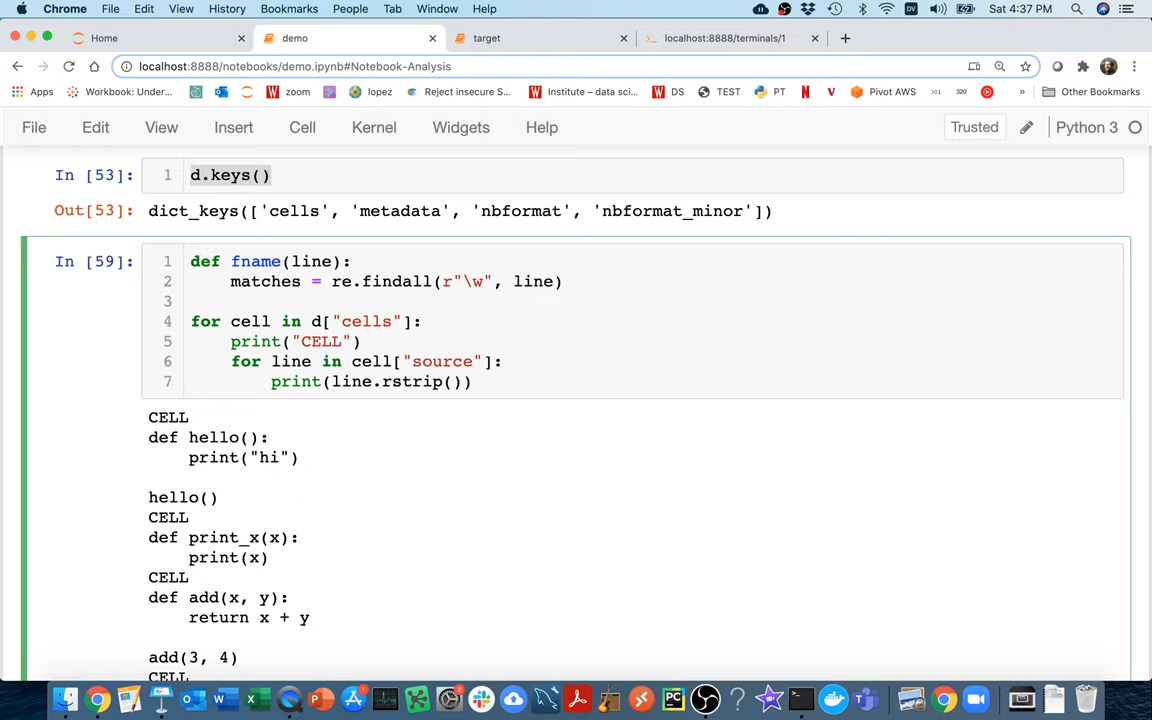 Chrome File Edit View History Bookmarks People Tab Window Help Sat 4:37 PM
Home demo target localhost:8888/terminals/1
localhost:8888/notebooks/demo.ipynb#Notebook-Analysis
Apps Workbook: Under... zoom lopez Reject insecure S... Institute – data sci... DS TEST PT Pivot AWS 301 320 » Other Bookmarks
File Edit View Insert Cell Kernel Widgets Help Trusted Python 3
In [53]: 1 d.keys()
Out[53]: dict_keys(['cells', 'metadata', 'nbformat', 'nbformat_minor'])
In [59]: 1 def fname(line):
2     matches = re.findall(r"\w", line)
3
4 for cell in d["cells"]:
5     print("CELL")
6     for line in cell["source"]:
7         print(line.rstrip())
CELL
def hello():
    print("hi")
hello()
CELL
def print_x(x):
    print(x)
CELL
def add(x, y):
    return x + y
add(3, 4)
CELL